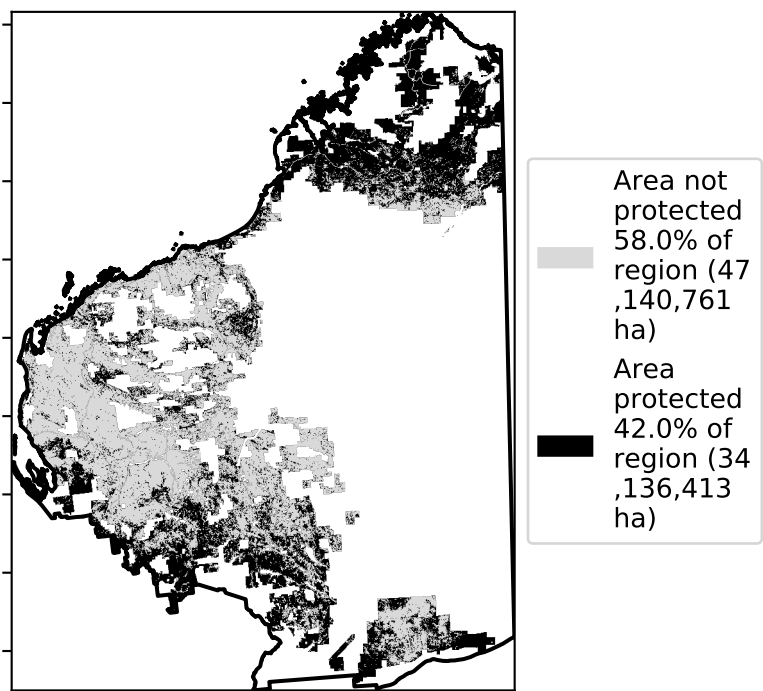 Area not
protected
58.0% of
region (47
,140,761
ha)
Area
protected
42.0% of
region (34
,136,413
ha)